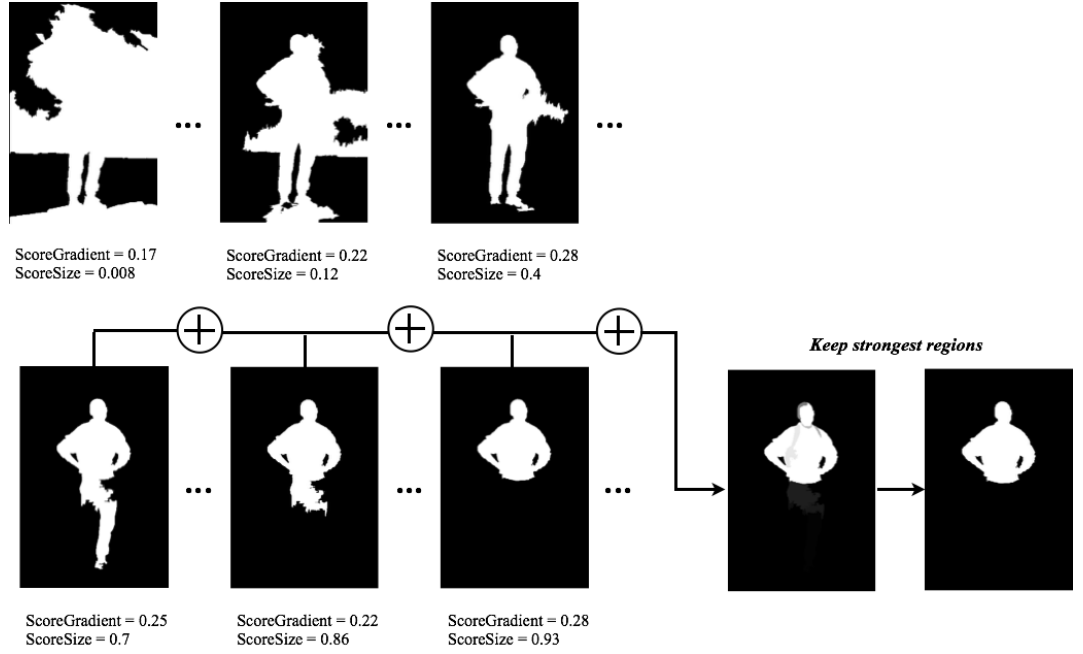 ...
...
...
ScoreGradient = 0.17
ScoreSize = 0.008
ScoreGradient = 0.22
ScoreSize = 0.12
ScoreGradient = 0.28
ScoreSize = 0.4
Keep strongest regions
...
...
...
ScoreGradient = 0.25
ScoreSize = 0.7
ScoreGradient = 0.22
ScoreSize = 0.86
ScoreGradient = 0.28
ScoreSize = 0.93